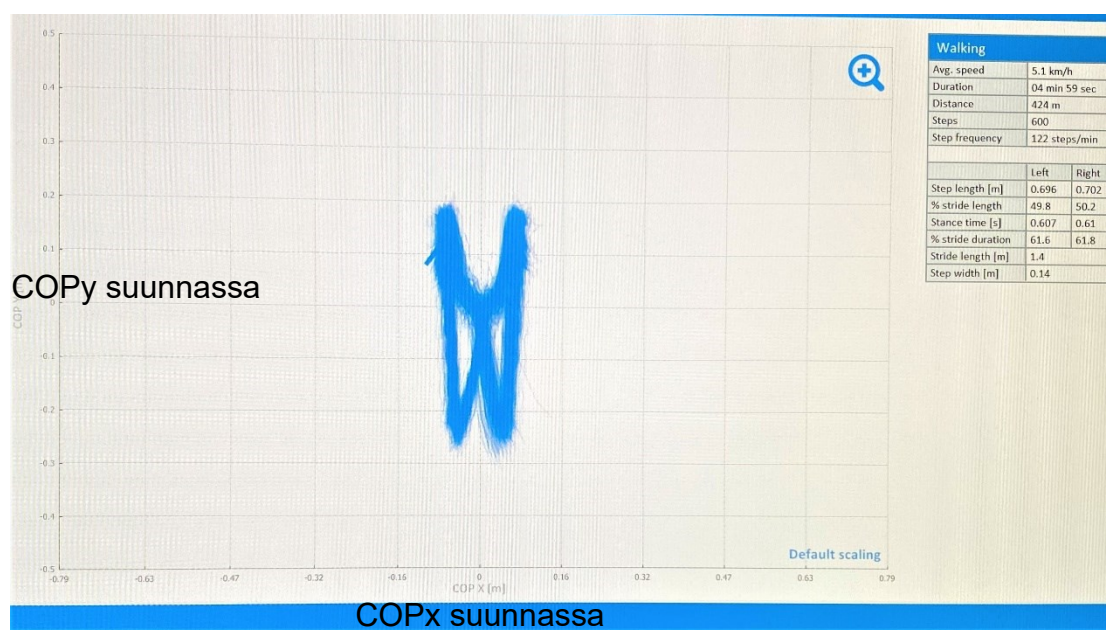 0.5
0.4
0.3
0.2
0.1
0
-0.1
-0.2
-0.3
-0.4
-0.5
COPy suunnassa
-0.79 -0.63 -0.47 -0.32 -0.15 0 0.16 0.32 0.47 0.63 0.79
COP X [m]
COPx suunnassa
Default scaling
Walking
Avg. speed 5.1 km/h
Duration 04 min 59 sec
Distance 424 m
Steps 600
Step frequency 122 steps/min
Left Right
Step length [m] 0.696 0.702
% stride length 49.8 50.2
Stance time [s] 0.607 0.61
% stride duration 61.6 61.8
Stride length [m] 1.4
Step width [m] 0.14